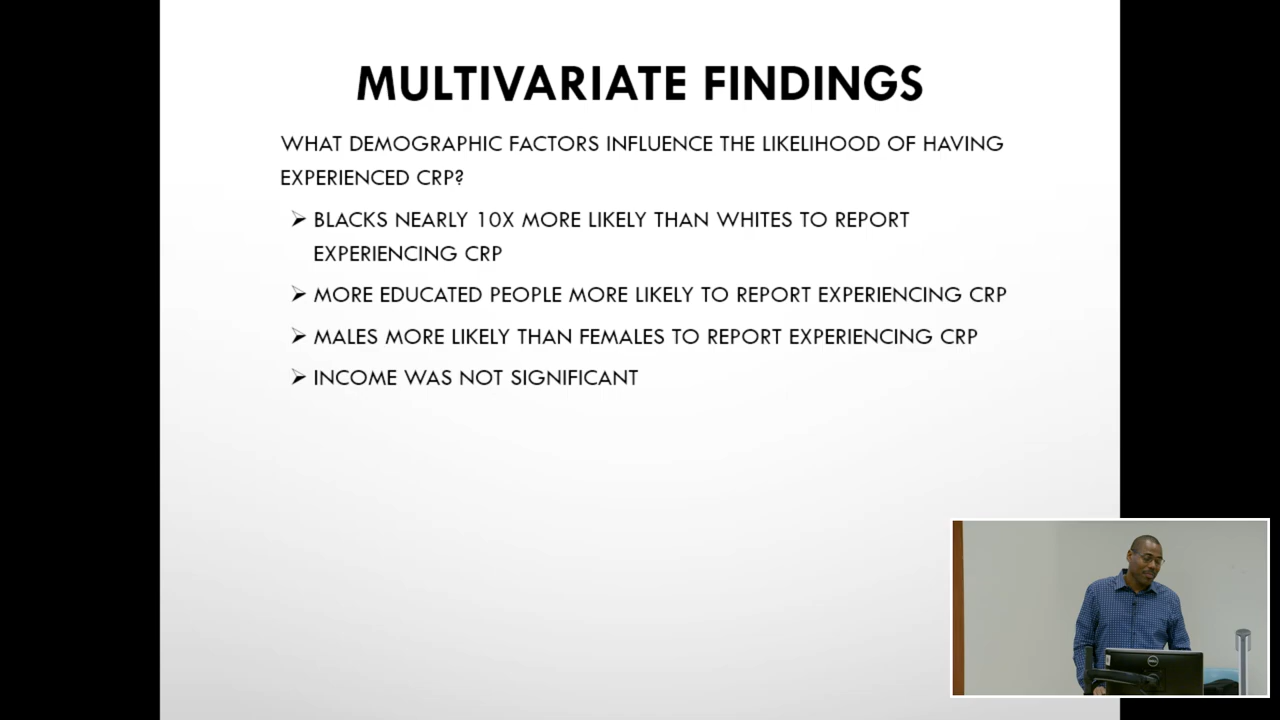 MULTIVARIATE FINDINGS
WHAT DEMOGRAPHIC FACTORS INFLUENCE THE LIKELIHOOD OF HAVING
EXPERIENCED CRP?
BLACKS NEARLY 10X MORE LIKELY THAN WHITES TO REPORT
EXPERIENCING CRP
MORE EDUCATED PEOPLE MORE LIKELY TO REPORT EXPERIENCING CRP
MALES MORE LIKELY THAN FEMALES TO REPORT EXPERIENCING CRP
INCOME WAS NOT SIGNIFICANT
DELL